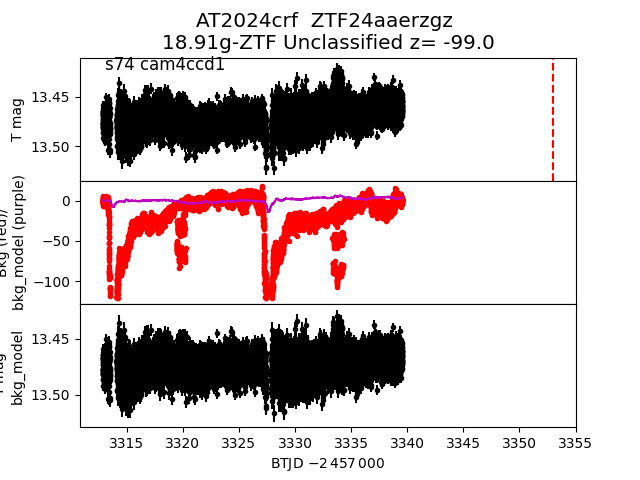 AT2024crf  ZTF24aaerzgz
18.91g-ZTF Unclassified z= -99.0
s74 cam4ccd1
T mag
13.45
13.50
bkg_model (purple)
0
−50
−100
bkg_model
13.45
13.50
3315 3320 3325 3330 3335 3340 3345 3350 3355
BTJD −2 457 000